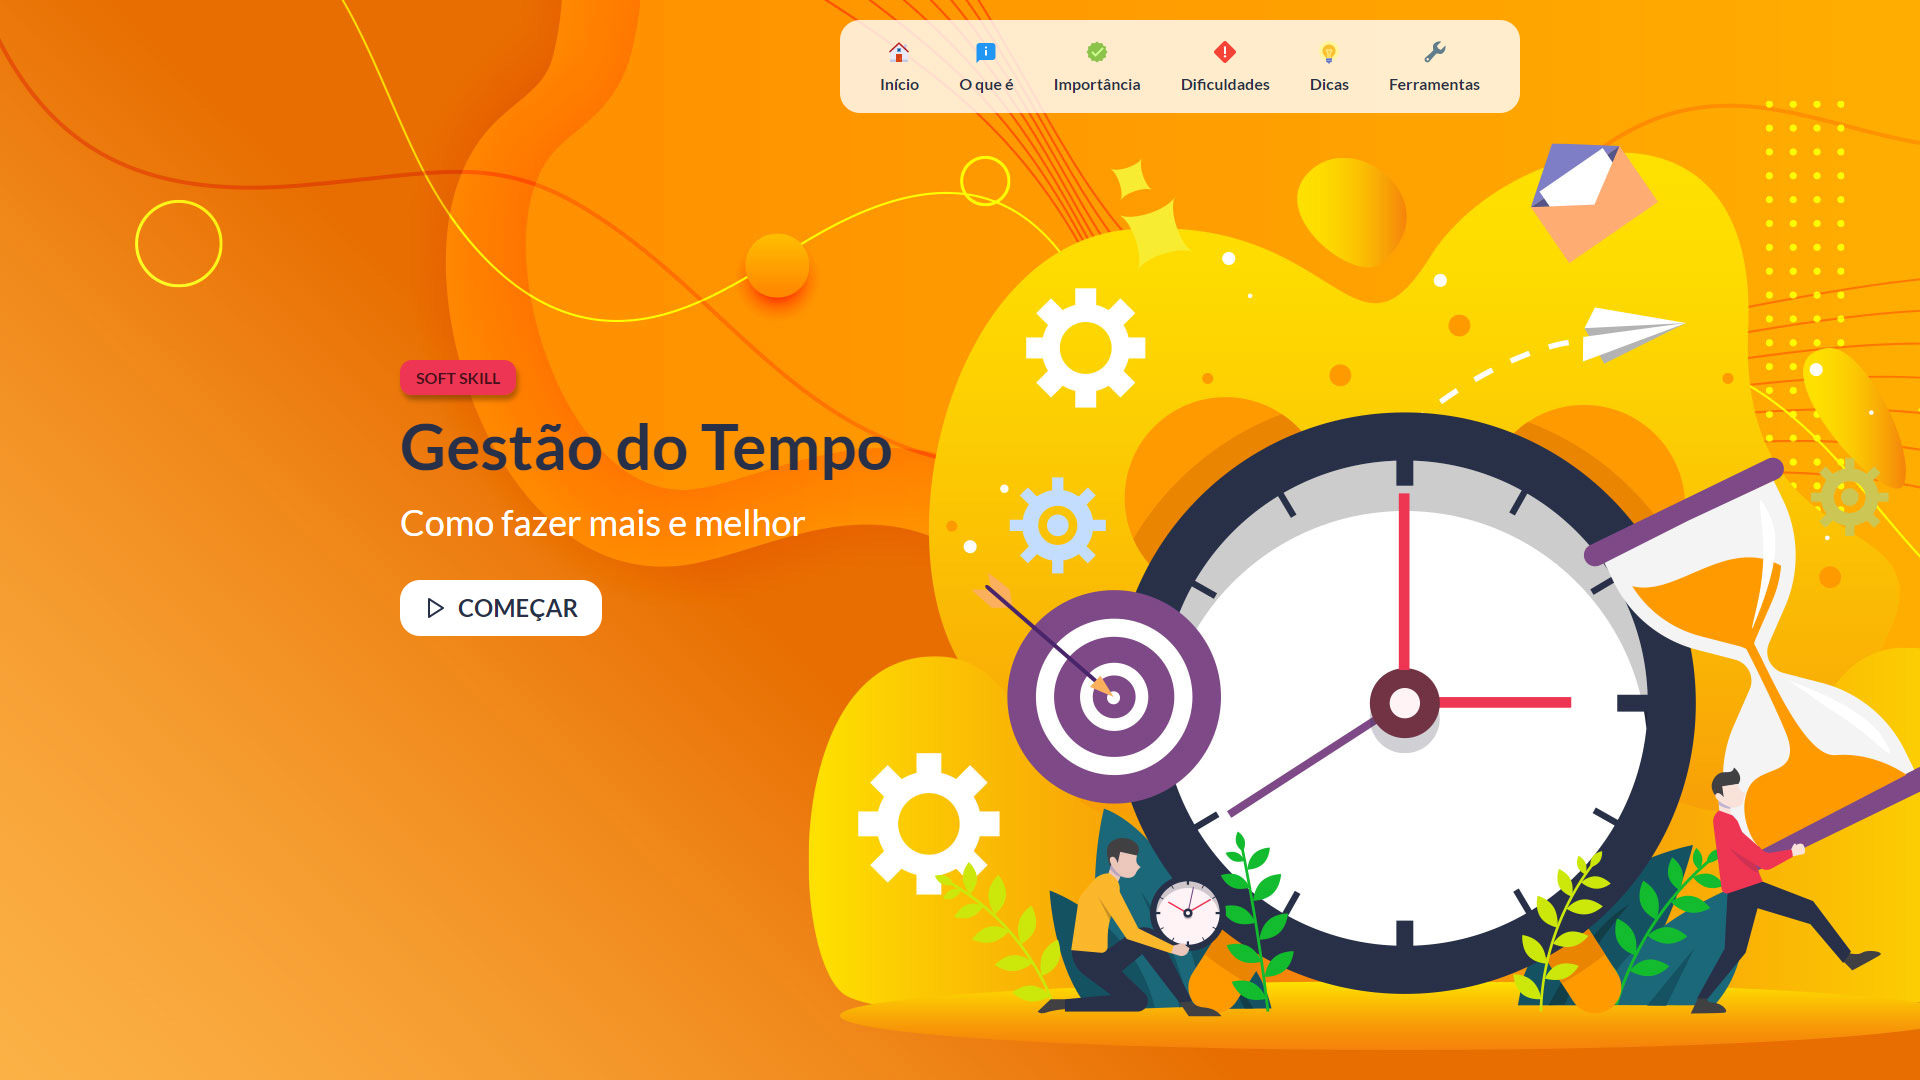 Início
O que é
Importância
Dificuldades
Dicas
Ferramentas
SOFT SKILL
Gestão do Tempo
Como fazer mais e melhor
COMEÇAR